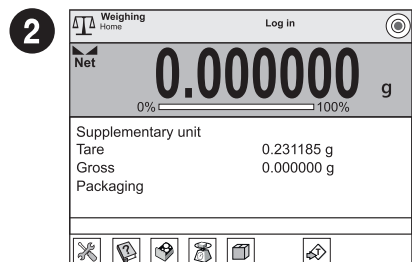 2
Weighing
Home
Log in
Net
0.000000 g
0% 100%
Supplementary unit
Tare 0.231185 g
Gross 0.000000 g
Packaging
T